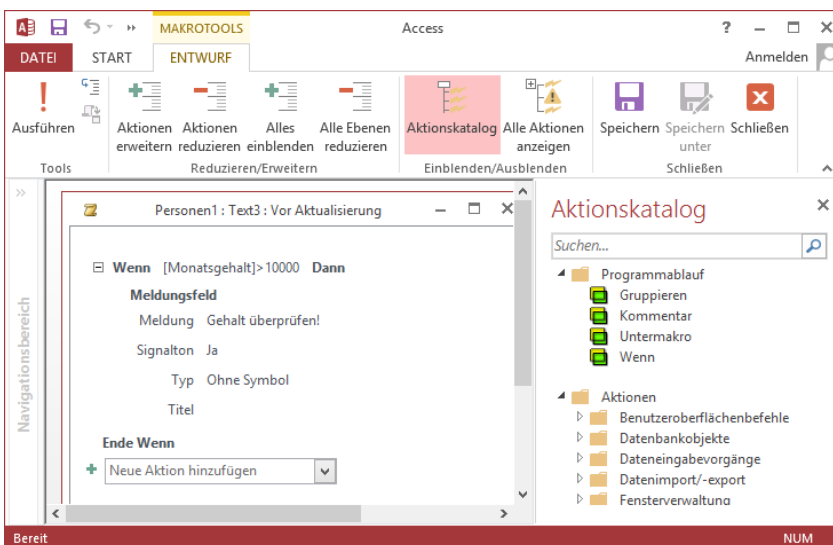 MAKROTOOLS
Access
?
DATEI
START
ENTWURF
Anmelden
Ausführen
Aktionen erweitern
Aktionen reduzieren
Alles einblenden
Alle Ebenen reduzieren
Aktionskatalog
Alle Aktionen anzeigen
Speichern
Speichern unter
Schließen
Tools
Reduzieren/Erweitern
Einblenden/Ausblenden
Schließen
Navigationsbereich
Personen1 : Text3 : Vor Aktualisierung
Wenn [Monatsgehalt]>10000 Dann
Meldungsfeld
Meldung Gehalt überprüfen!
Signalton Ja
Typ Ohne Symbol
Titel
Ende Wenn
Neue Aktion hinzufügen
Aktionskatalog
Suchen...
Programmablauf
Gruppieren
Kommentar
Untermakro
Wenn
Aktionen
Benutzeroberflächenbefehle
Datenbankobjekte
Dateneingabevorgänge
Datenimport/-export
Fensterverwaltung
Bereit
NUM